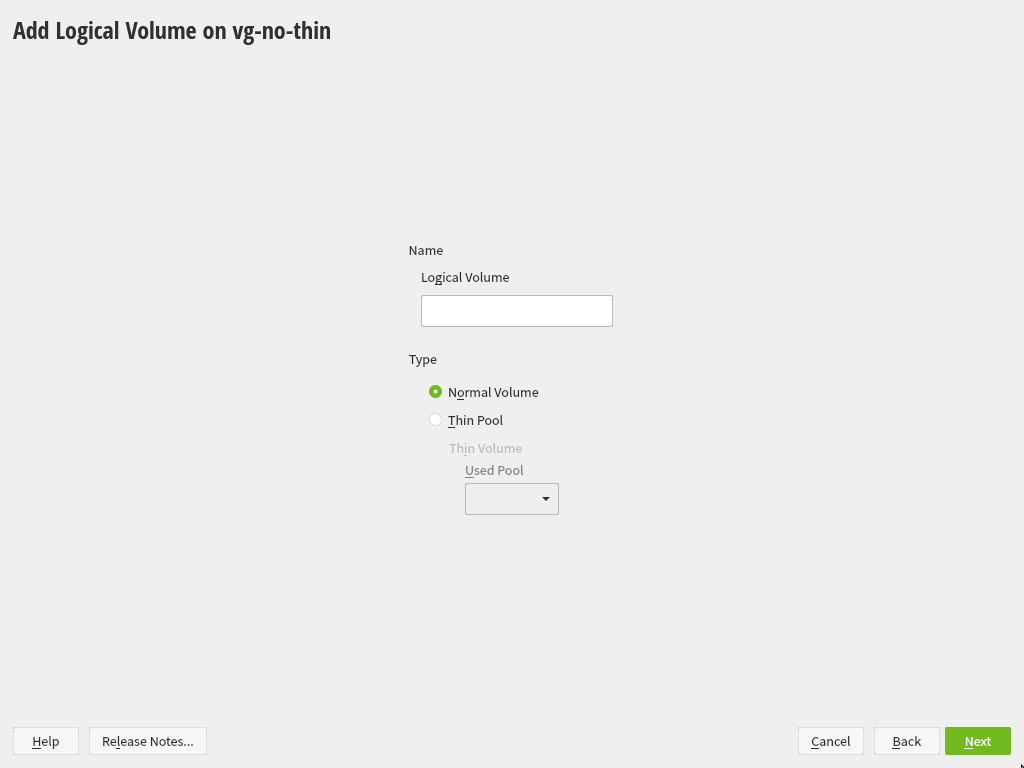 Add Logical Volume on vg-no-thin
Name
Logical Volume
Type
Normal Volume
Thin Pool
Thin Volume
Used Pool
Help
Release Notes...
Cancel
Back
Next